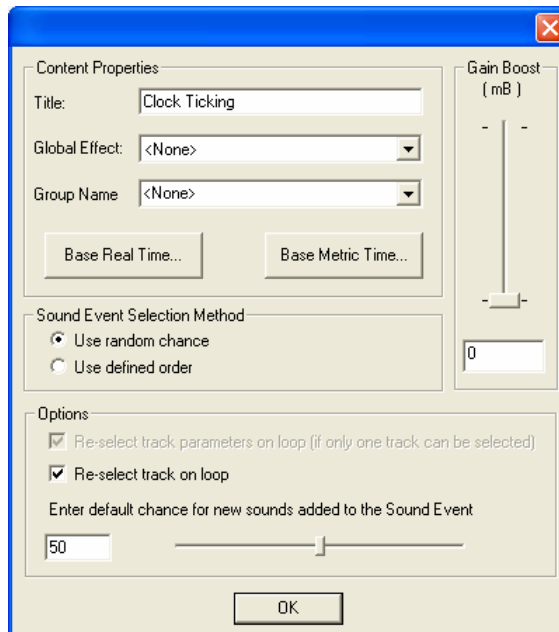 Content Properties
Title: Clock Ticking
Global Effect: <None>
Group Name <None>
Base Real Time... Base Metric Time...
Gain Boost
( mB )
0
Sound Event Selection Method
Use random chance
Use defined order
Options
Re-select track parameters on loop (if only one track can be selected)
Re-select track on loop
Enter default chance for new sounds added to the Sound Event
50
OK